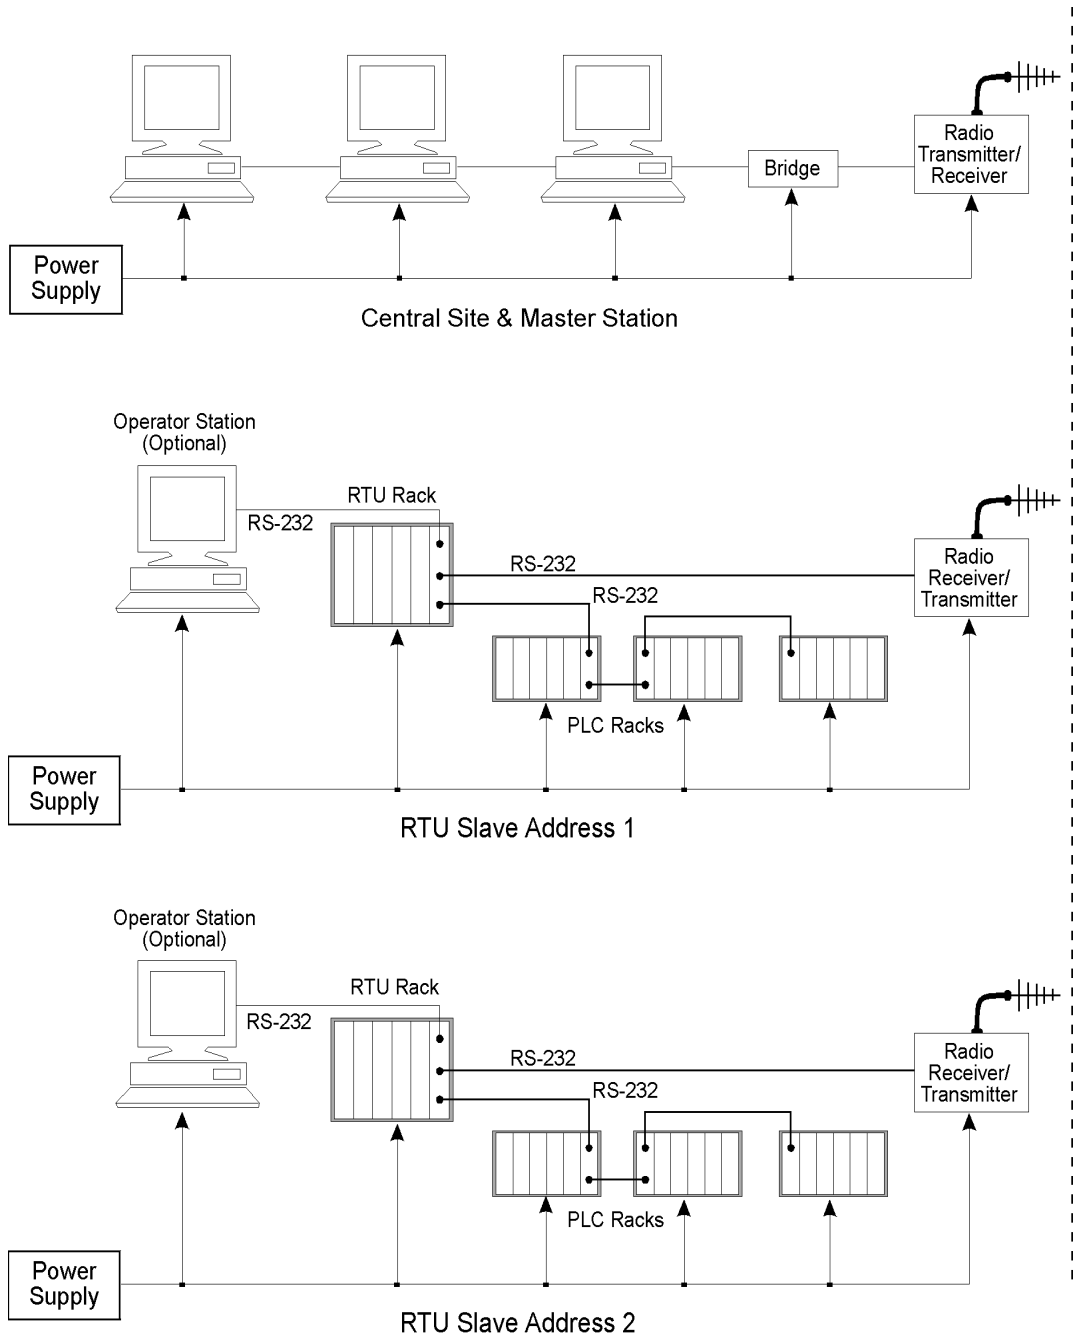 Radio
Transmitter/
Receiver
Bridge
Power
Supply
Central Site & Master Station
Operator Station
(Optional)
RTU Rack
RS-232
RS-232
Radio
Receiver/
Transmitter
RS-232
PLC Racks
Power
Supply
RTU Slave Address 1
Operator Station
(Optional)
RTU Rack
RS-232
RS-232
Radio
Receiver/
Transmitter
RS-232
PLC Racks
Power
Supply
RTU Slave Address 2